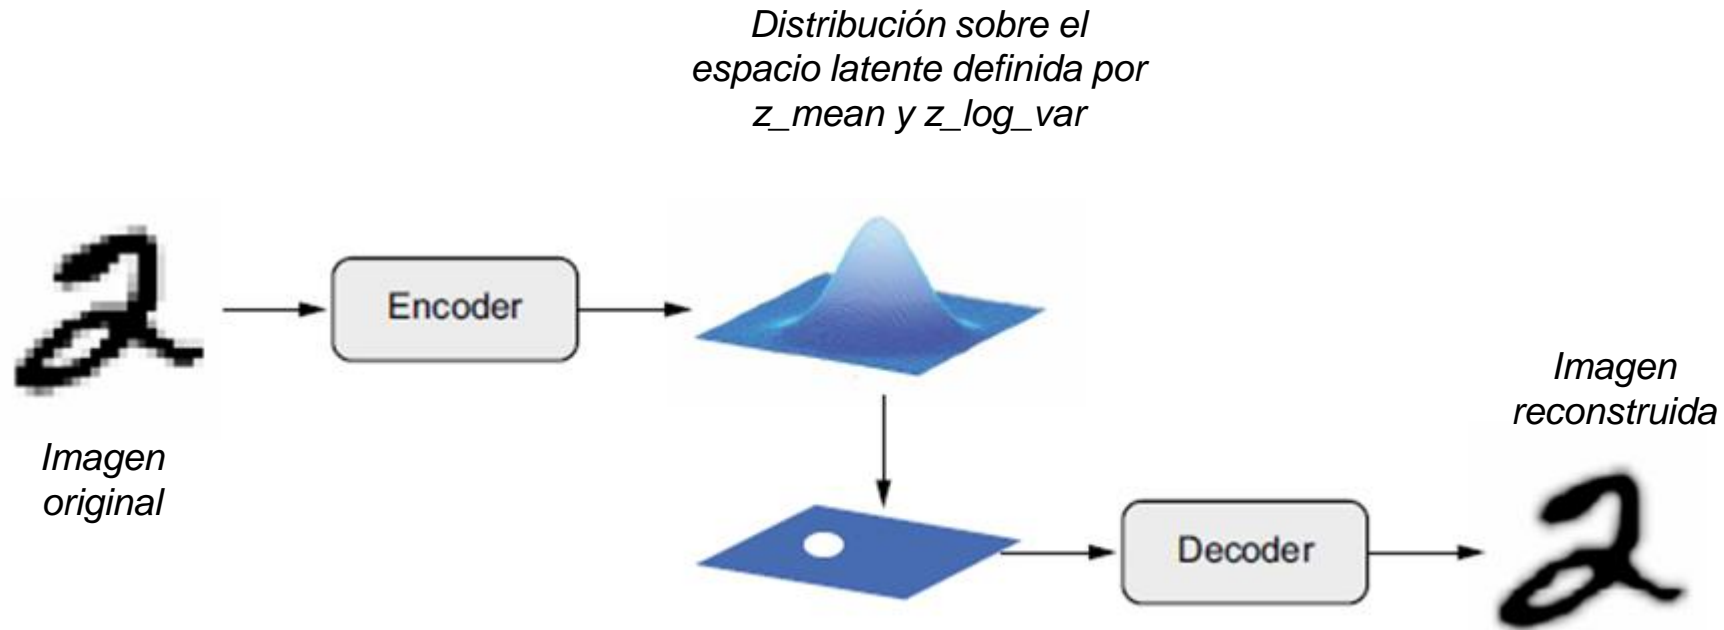 Distribución sobre el
espacio latente definida por
z_mean y z_log_var
Encoder
Imagen
original
Decoder
Imagen
reconstruida